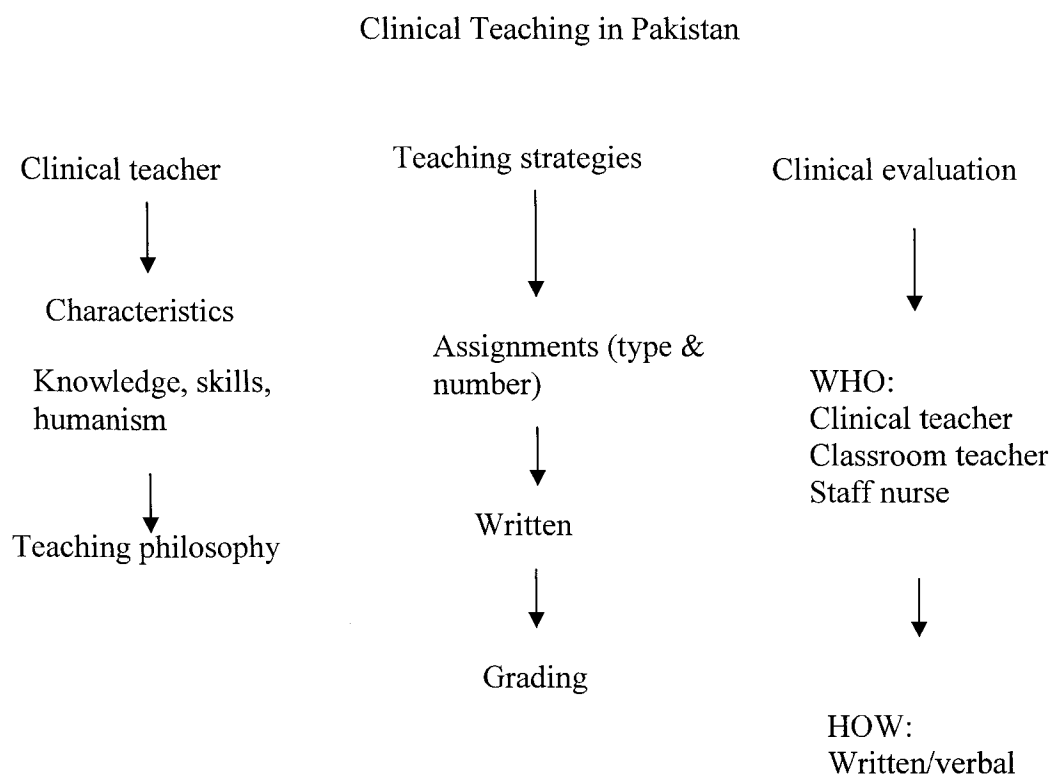 Clinical Teaching in Pakistan
Clinical teacher
Characteristics
Knowledge, skills,
humanism
Teaching philosophy
Teaching strategies
Assignments (type &
number)
Written
Grading
Clinical evaluation
WHO:
Clinical teacher
Classroom teacher
Staff nurse
HOW:
Written/verbal